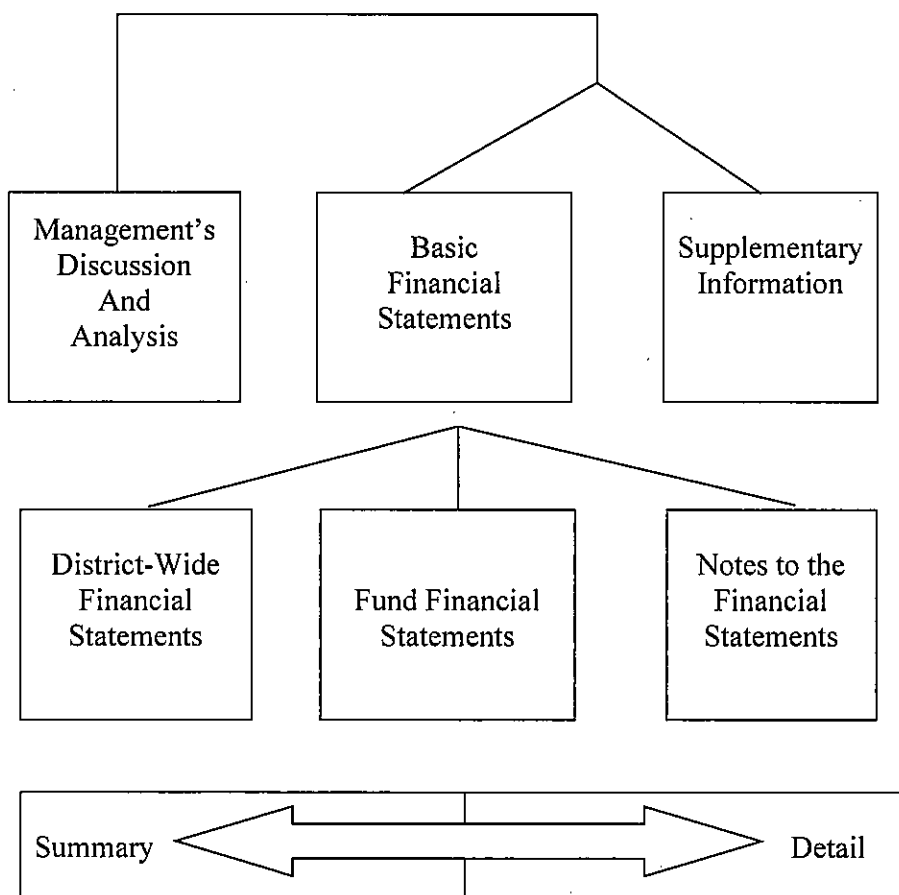 Management's
Discussion
And
Analysis
Basic
Financial
Statements
Supplementary
Information
District-Wide
Financial
Statements
Fund Financial
Statements
Notes to the
Financial
Statements
Summary
Detail